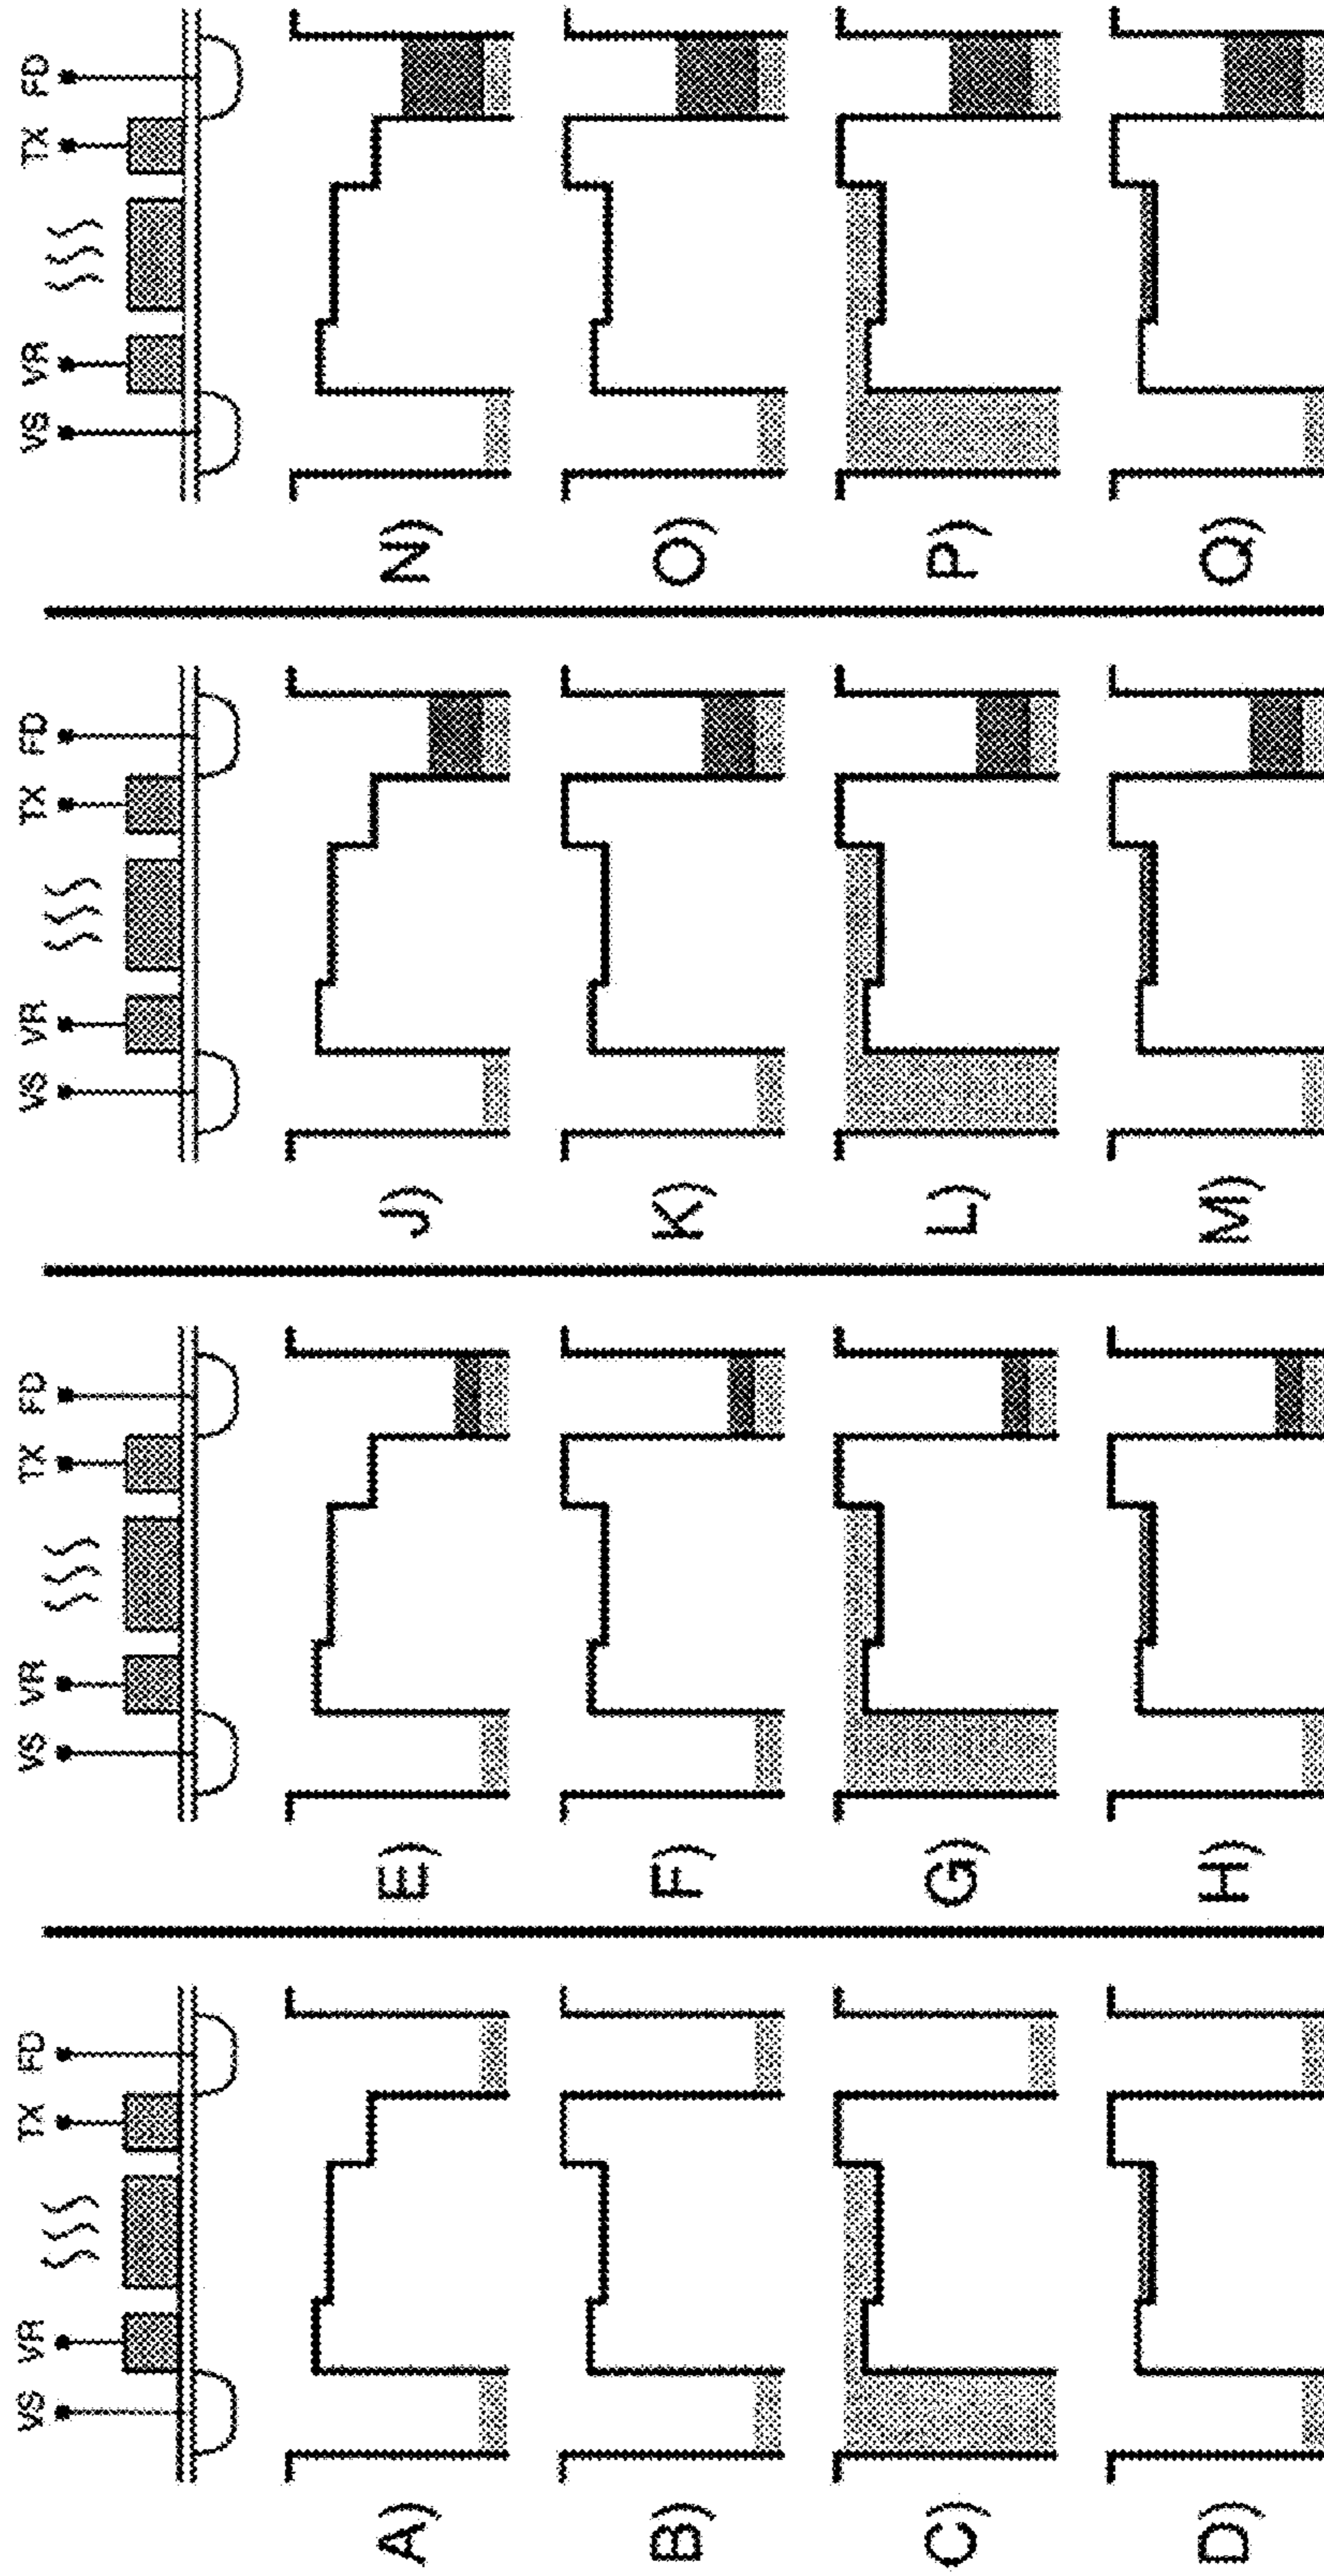 VS VR TX FD
A)
B)
C)
D)
VS VR TX FD
E)
F)
G)
H)
VS VR TX FD
J)
K)
L)
M)
VS VR TX FD
N)
O)
P)
Q)